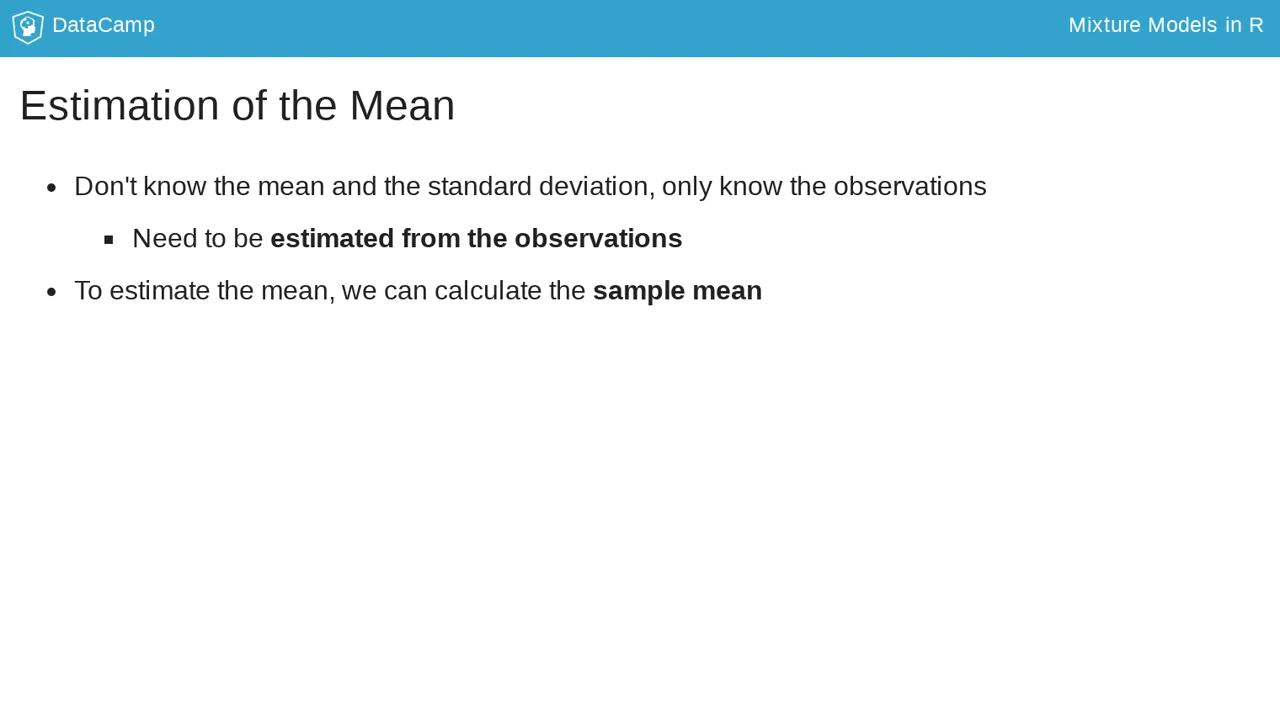 DataCamp
Mixture Models in R
Estimation of the Mean
Don't know the mean and the standard deviation, only know the observations
Need to be estimated from the observations
To estimate the mean, we can calculate the sample mean